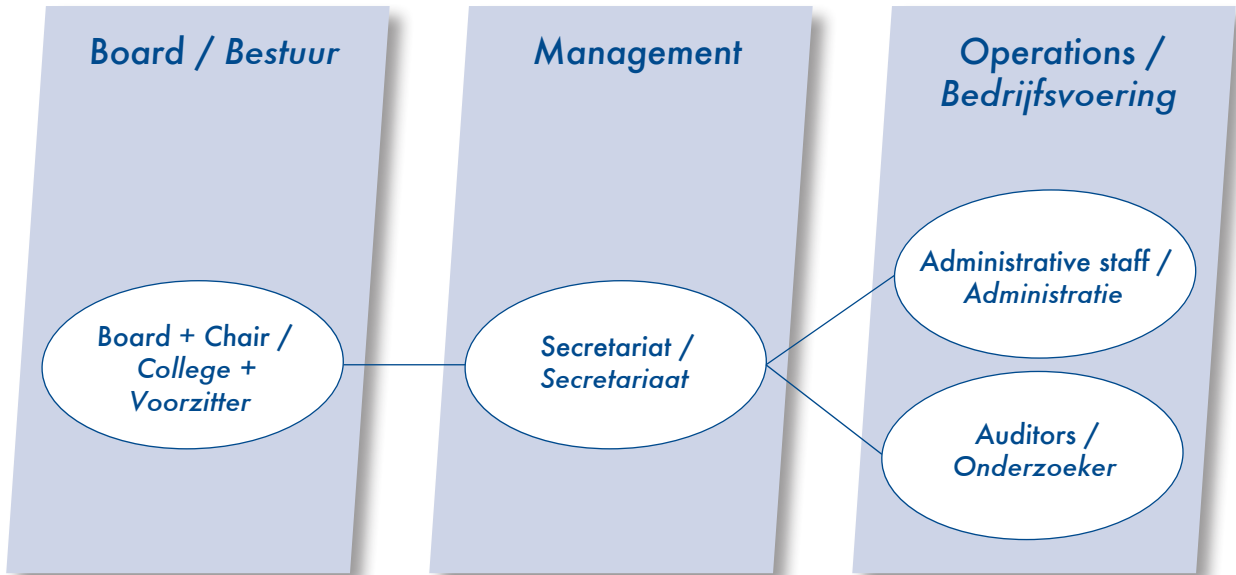 Board / Bestuur
Management
Operations /
Bedrijfsvoering
Board + Chair /
College +
Voorzitter
Secretariat /
Secretariaat
Administrative staff /
Administratie
Auditors /
Onderzoeker